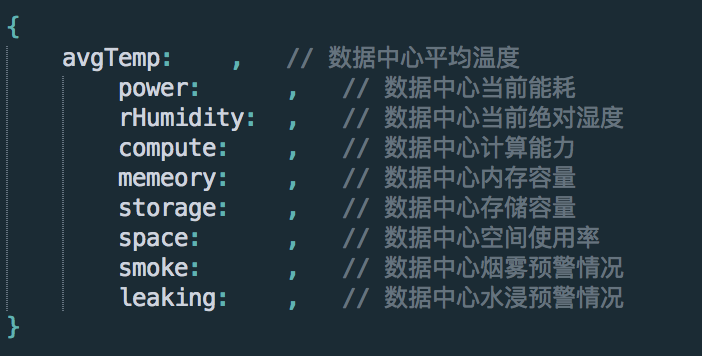 {
avgTemp: , // 数据中心平均温度
power: , // 数据中心当前能耗
rHumidity: , // 数据中心当前绝对湿度
compute: , // 数据中心计算能力
memeory: , // 数据中心内存容量
storage: , // 数据中心存储容量
space: , // 数据中心空间使用率
smoke: , // 数据中心烟雾预警情况
leaking: , // 数据中心水浸预警情况
}